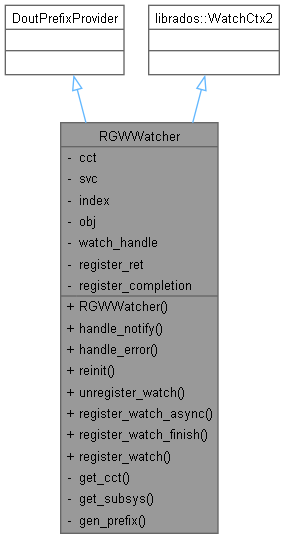 DoutPrefixProvider
librados::WatchCtx2
RGWWatcher
- cct
- svc
- index
- obj
- watch_handle
- register_ret
- register_completion
+ RGWWatcher()
+ handle_notify()
+ handle_error()
+ reinit()
+ unregister_watch()
+ register_watch_async()
+ register_watch_finish()
+ register_watch()
- get_cct()
- get_subsys()
- gen_prefix()